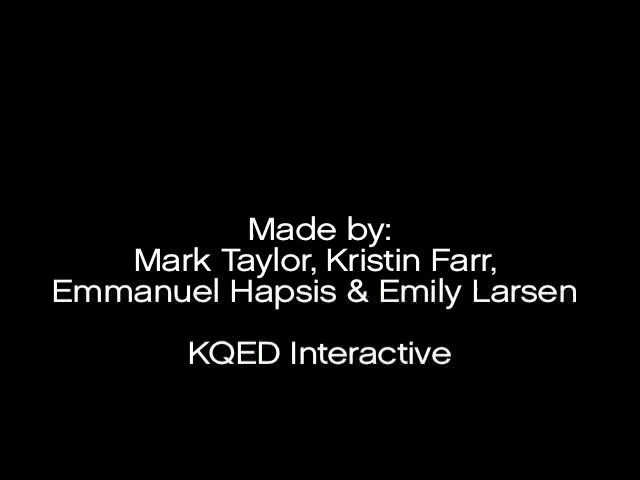 Made by:
Mark Taylor, Kristin Farr,
Emmanuel Hapsis & Emily Larsen
KQED Interactive